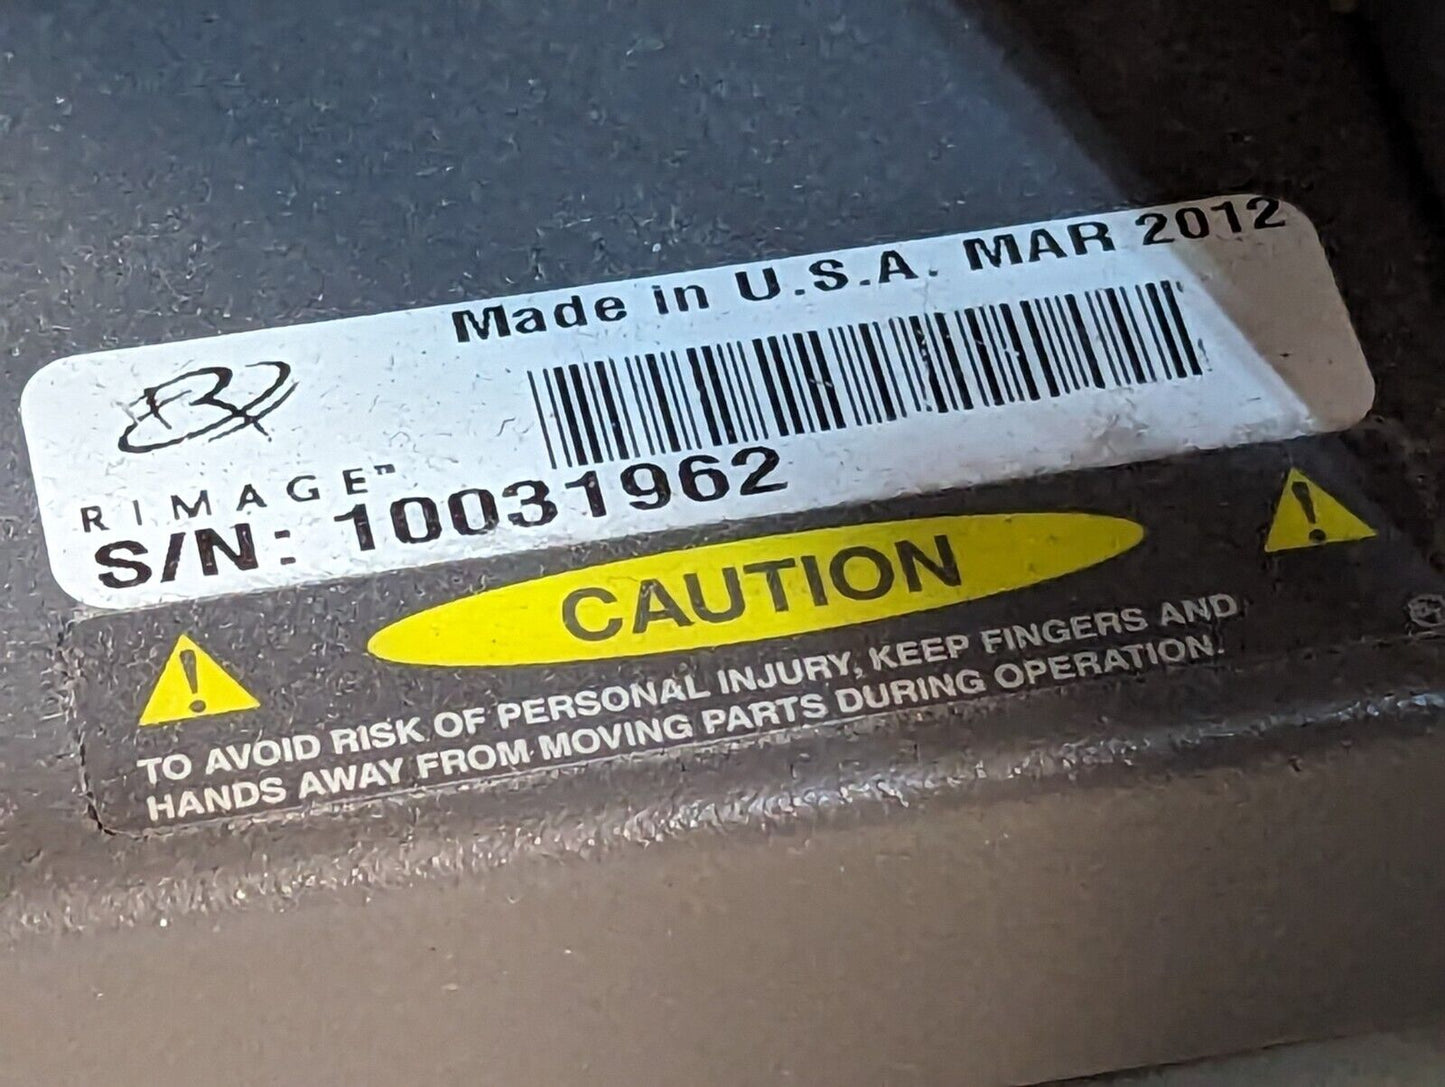 Made in U.S.A. MAR 2012
RIMAGE™
S/N: 10031962
CAUTION
TO AVOID RISK OF PERSONAL INJURY, KEEP FINGERS AND
HANDS AWAY FROM MOVING PARTS DURING OPERATION.